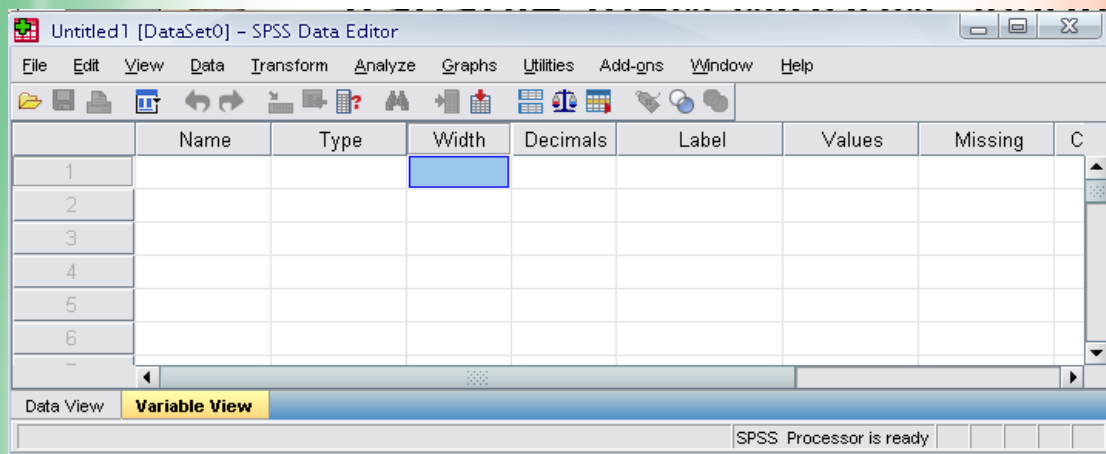 Untitled1 [DataSet0] - SPSS Data Editor
File Edit View Data Transform Analyze Graphs Utilities Add-ons Window Help
Name Type Width Decimals Label Values Missing C
1
2
3
4
5
6
Data View Variable View
SPSS Processor is ready